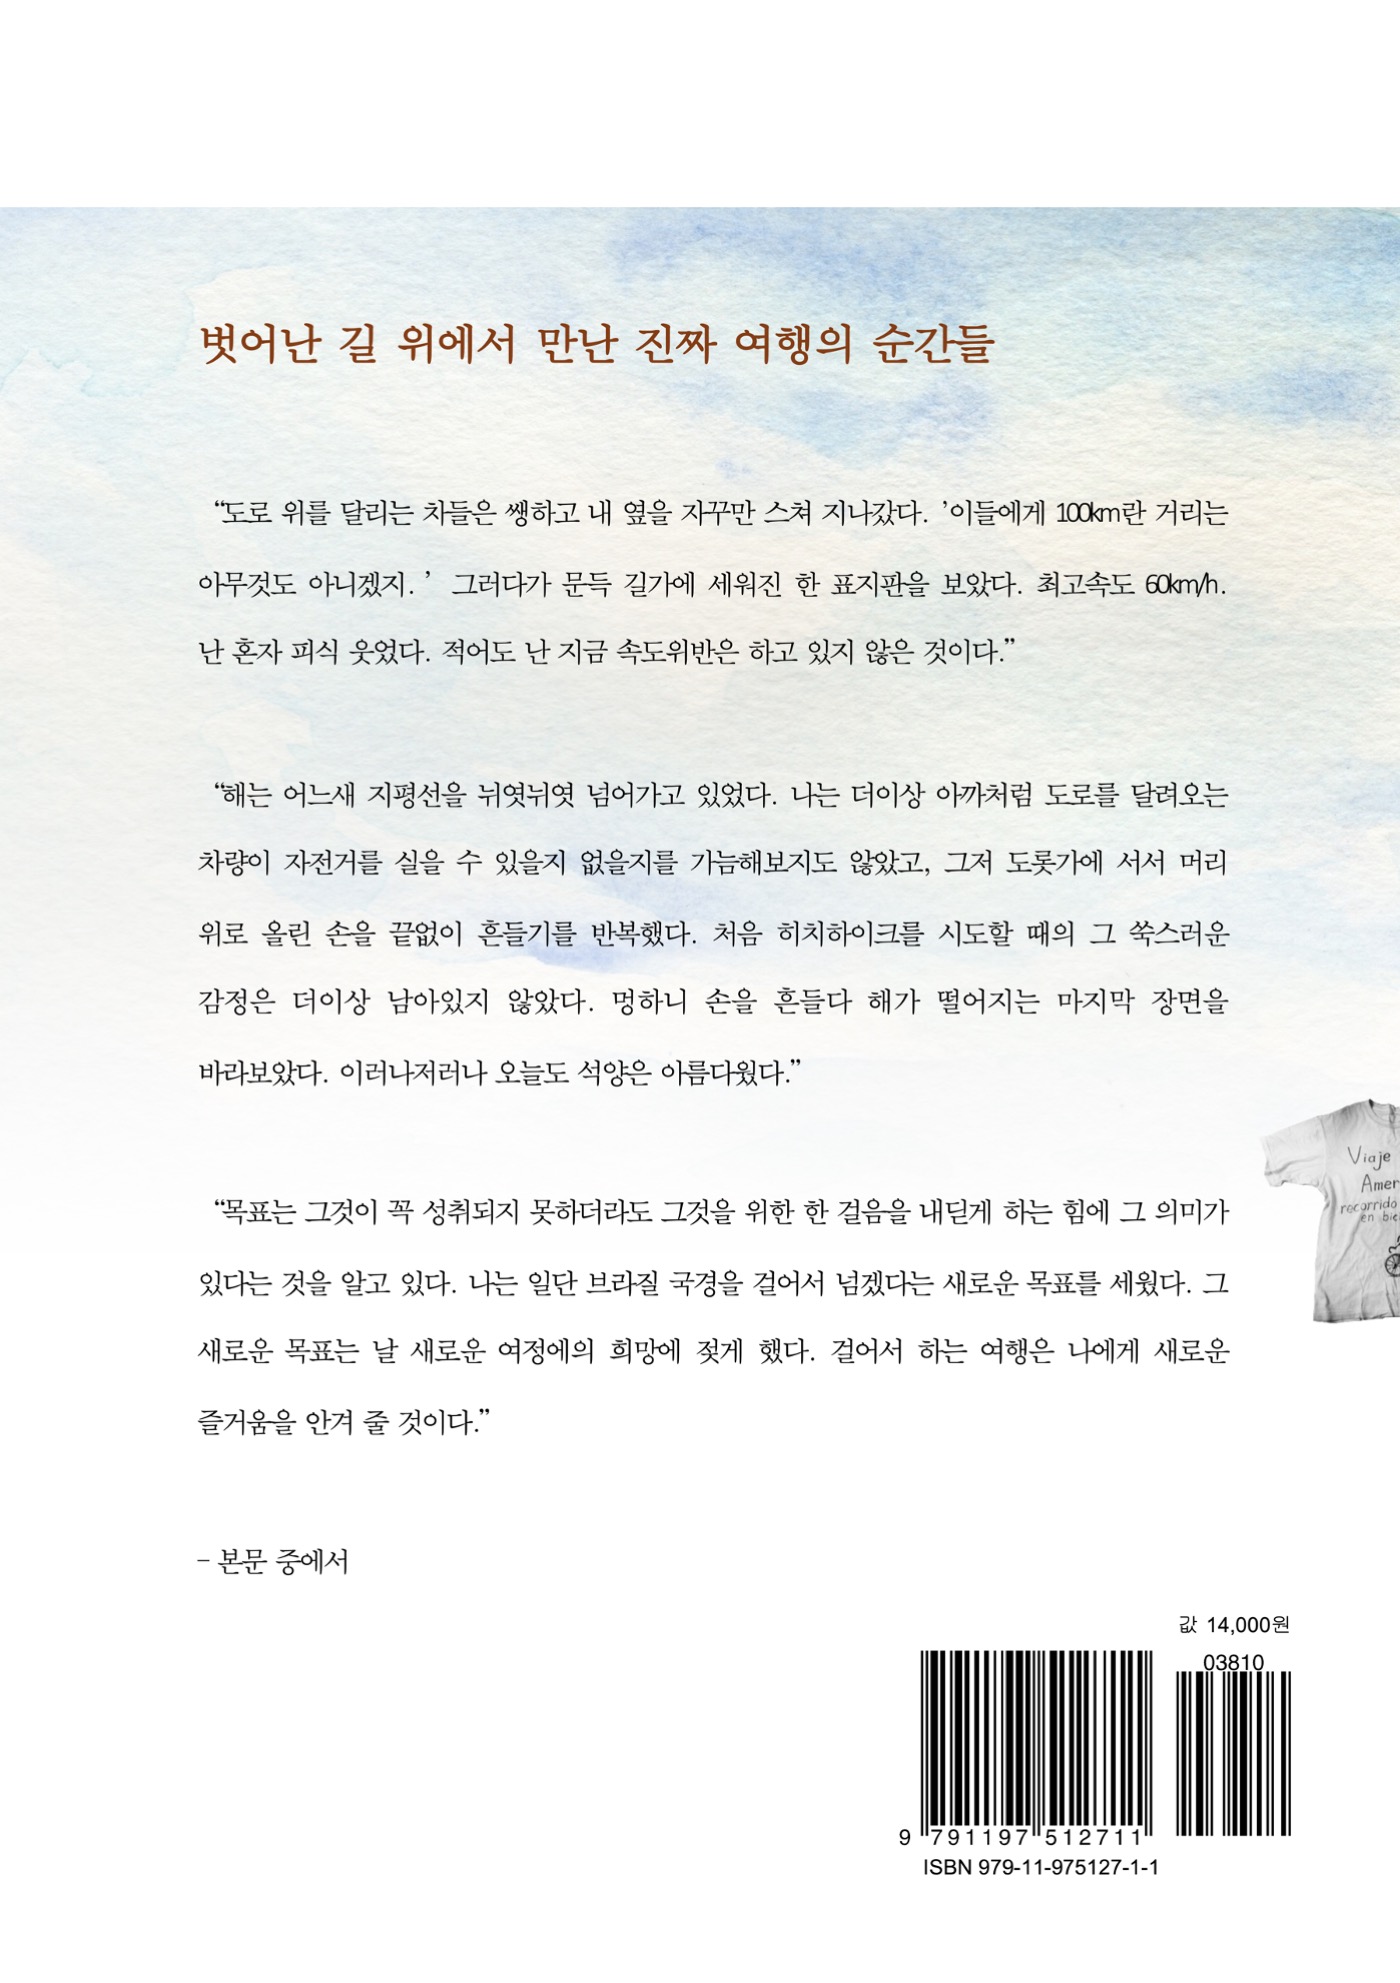 벗어난 길 위에서 만난 진짜 여행의 순간들
“도로 위를 달리는 차들은 쌩하고 내 옆을 자꾸만 스쳐 지나갔다. ’이들에게 100km란 거리는
아무것도 아니겠지. ’ 그러다가 문득 길가에 세워진 한 표지판을 보았다. 최고속도 60km/h.
난 혼자 피식 웃었다. 적어도 난 지금 속도위반은 하고 있지 않은 것이다.”
“해는 어느새 지평선을 뉘엿뉘엿 넘어가고 있었다. 나는 더이상 아까처럼 도로를 달려오는
차량이 자전거를 실을 수 있을지 없을지를 가늠해보지도 않았고, 그저 도롯가에 서서 머리
위로 올린 손을 끝없이 흔들기를 반복했다. 처음 히치하이크를 시도할 때의 그 쑥스러운
감정은 더이상 남아있지 않았다. 멍하니 손을 흔들다 해가 떨어지는 마지막 장면을
바라보았다. 이러나저러나 오늘도 석양은 아름다웠다.”
Viaje
Amer
recorrido
en bic
“목표는 그것이 꼭 성취되지 못하더라도 그것을 위한 한 걸음을 내딛게 하는 힘에 그 의미가
있다는 것을 알고 있다. 나는 일단 브라질 국경을 걸어서 넘겠다는 새로운 목표를 세웠다. 그
새로운 목표는 날 새로운 여정에의 희망에 젖게 했다. 걸어서 하는 여행은 나에게 새로운
즐거움을 안겨 줄 것이다.”
- 본문 중에서
값 14,000원
03810
9 791197 512711
ISBN 979-11-975127-1-1